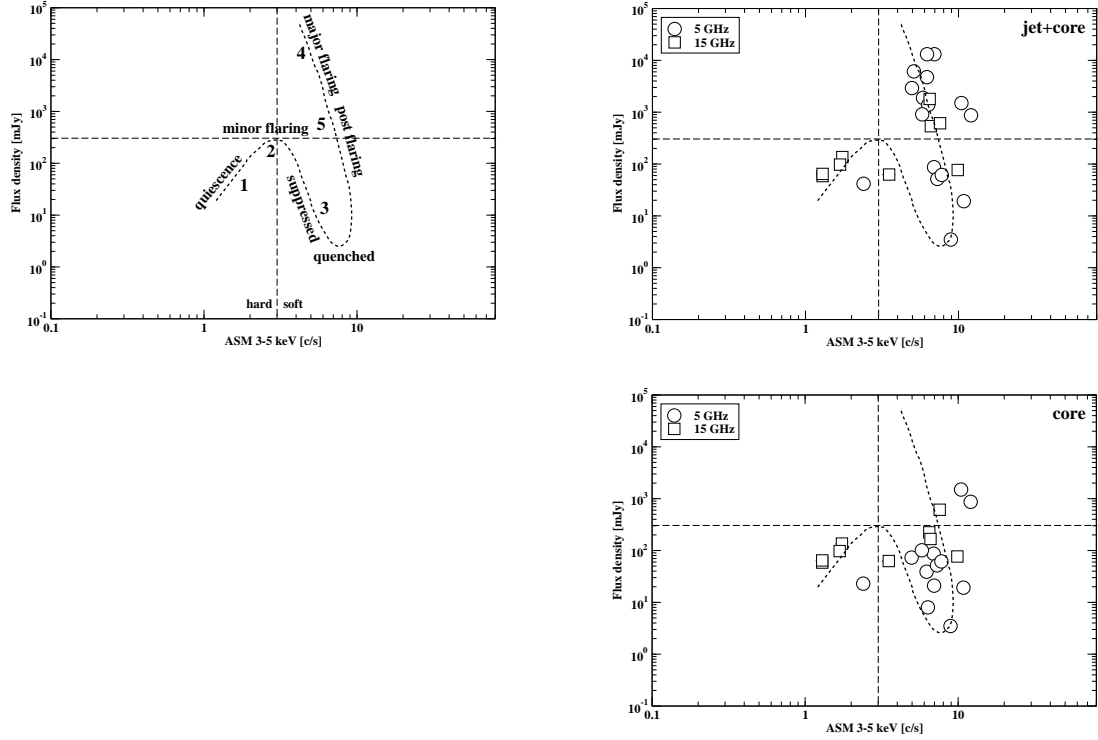 10^5
10^4
10^3
10^2
10^1
10^0
10^-1
Flux density [mJy]
0.1
1
10
ASM 3-5 keV [c/s]
major flaring
4
5
post flaring
minor flaring
2
quiescence
1
suppressed
3
quenched
hard
soft
10^5
10^4
10^3
10^2
10^1
10^0
10^-1
Flux density [mJy]
0.1
1
10
ASM 3-5 keV [c/s]
5 GHz
15 GHz
jet+core
10^5
10^4
10^3
10^2
10^1
10^0
10^-1
Flux density [mJy]
0.1
1
10
ASM 3-5 keV [c/s]
5 GHz
15 GHz
core